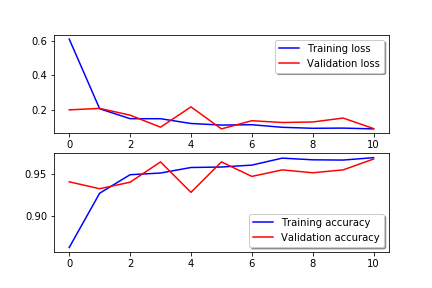 0.6
0.4
0.2
Training loss
Validation loss
0 2 4 6 8 10
0.95
0.90
Training accuracy
Validation accuracy
0 2 4 6 8 10